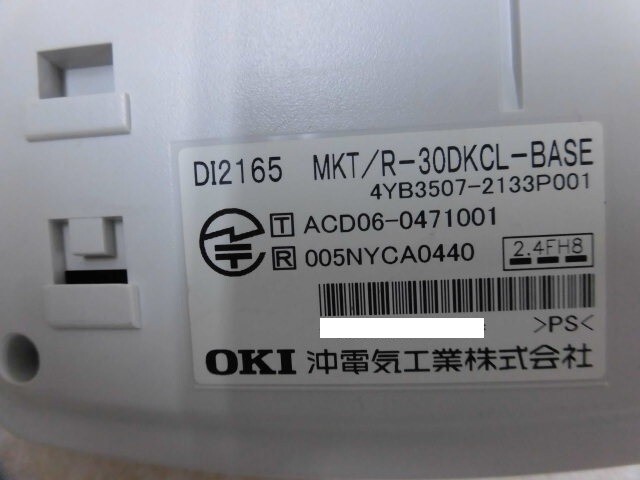 DI2165 MKT/R-30DKCL-BASE
4YB3507-2133P001
T ACD06-0471001
R 005NYCA0440 2.4FH8
>PS<
OKI 沖電気工業株式会社